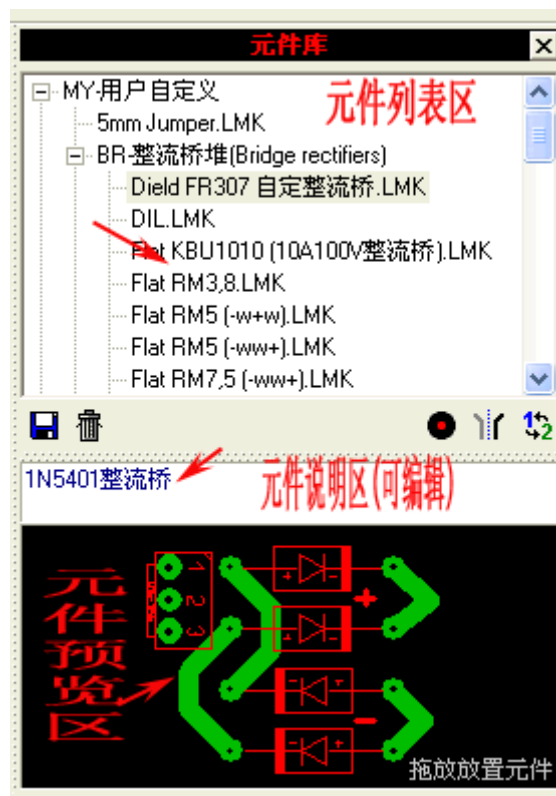 元件库
MY-用户自定义
元件列表区
5mm Jumper.LMK
BR-整流桥堆(Bridge rectifiers)
Dield FR307 自定整流桥.LMK
DIL.LMK
Flat KBU1010 (10A100V整流桥).LMK
Flat RM3,8.LMK
Flat RM5 (-w+w).LMK
Flat RM5 (-ww+).LMK
Flat RM7,5 (-ww+).LMK
1N5401整流桥
元件说明区(可编辑)
元件预览区
1
2
3
+
-
拖放放置元件